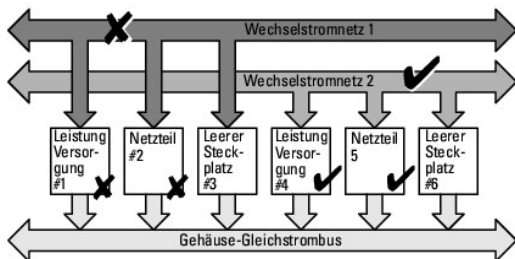 Wechselstromnetz 1
Wechselstromnetz 2
Leistung
Versor-
gung
#1
Netzteil
#2
Leerer
Steck-
platz
#3
Leistung
Versor-
gung
#4
Netzteil
5
Leerer
Steck-
platz
#6
Gehäuse-Gleichstrombus